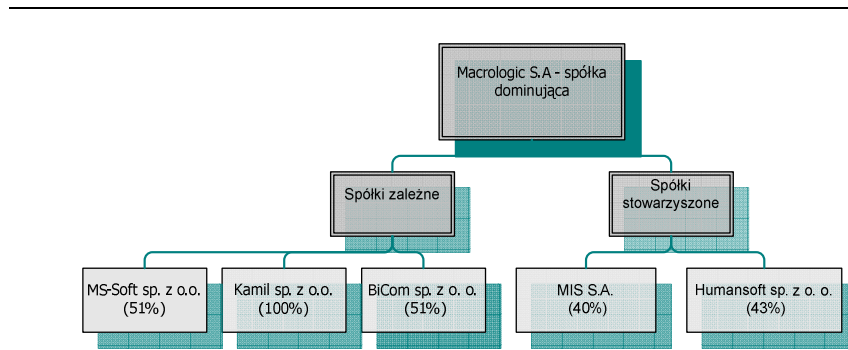 Macrologic S.A - spółka
dominująca
Spółki zależne
Spółki
stowarzyszone
MS-Soft sp. z o.o.
(51%)
Kamil sp. z o.o.
(100%)
BiCom sp. z o. o.
(51%)
MIS S.A.
(40%)
Humansoft sp. z o. o.
(43%)